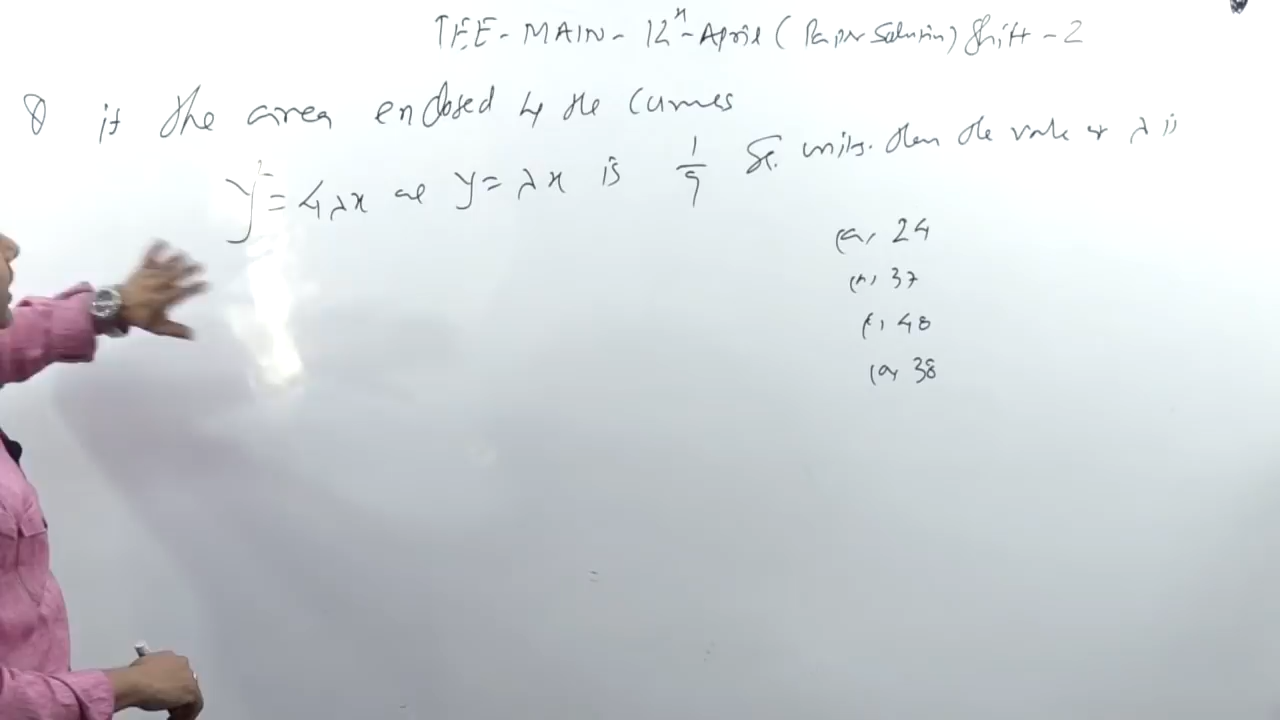 JEE-MAIN-12th-April (Paper Solution) Shift-2
Q if the area enclosed by the curves
y²=4λx and y=λx is 1/9 Sq. units. then the value of λ is
(a) 24
(b) 37
(c) 48
(d) 38